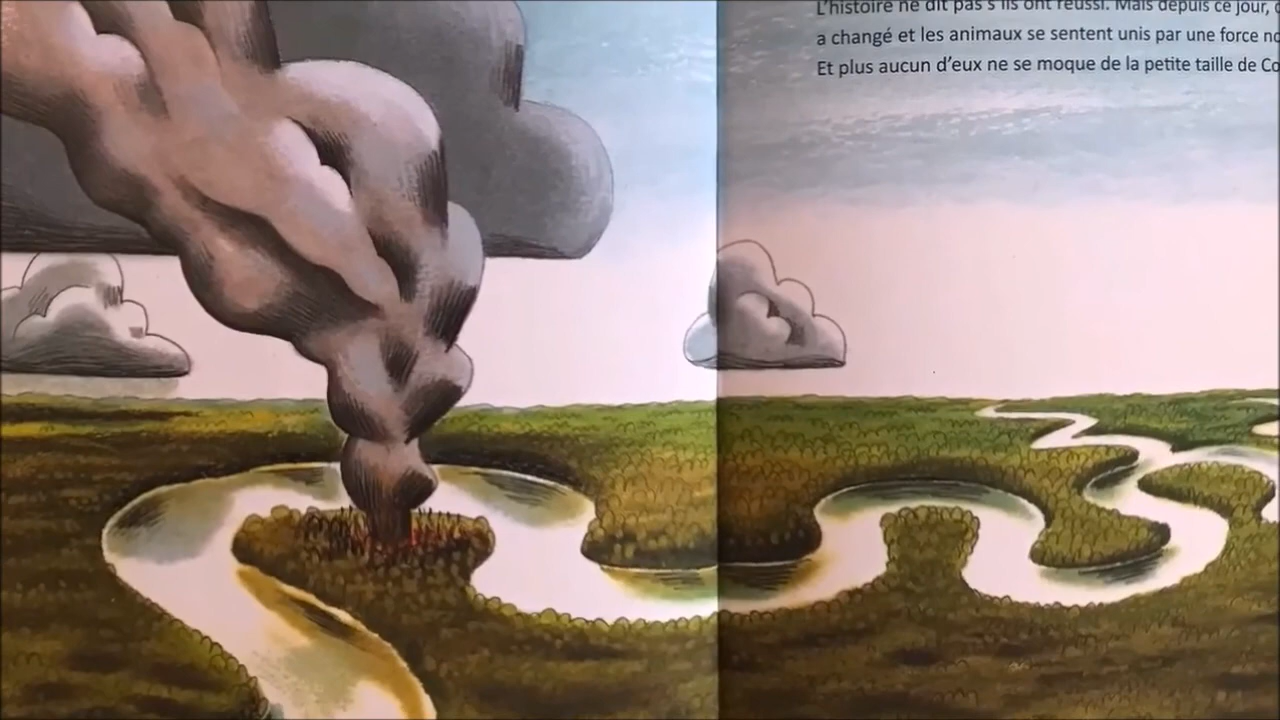 L'histoire ne dit pas s'ils ont réussi. Mais depuis ce jour,
a changé et les animaux se sentent unis par une force
Et plus aucun d'eux ne se moque de la petite taille de